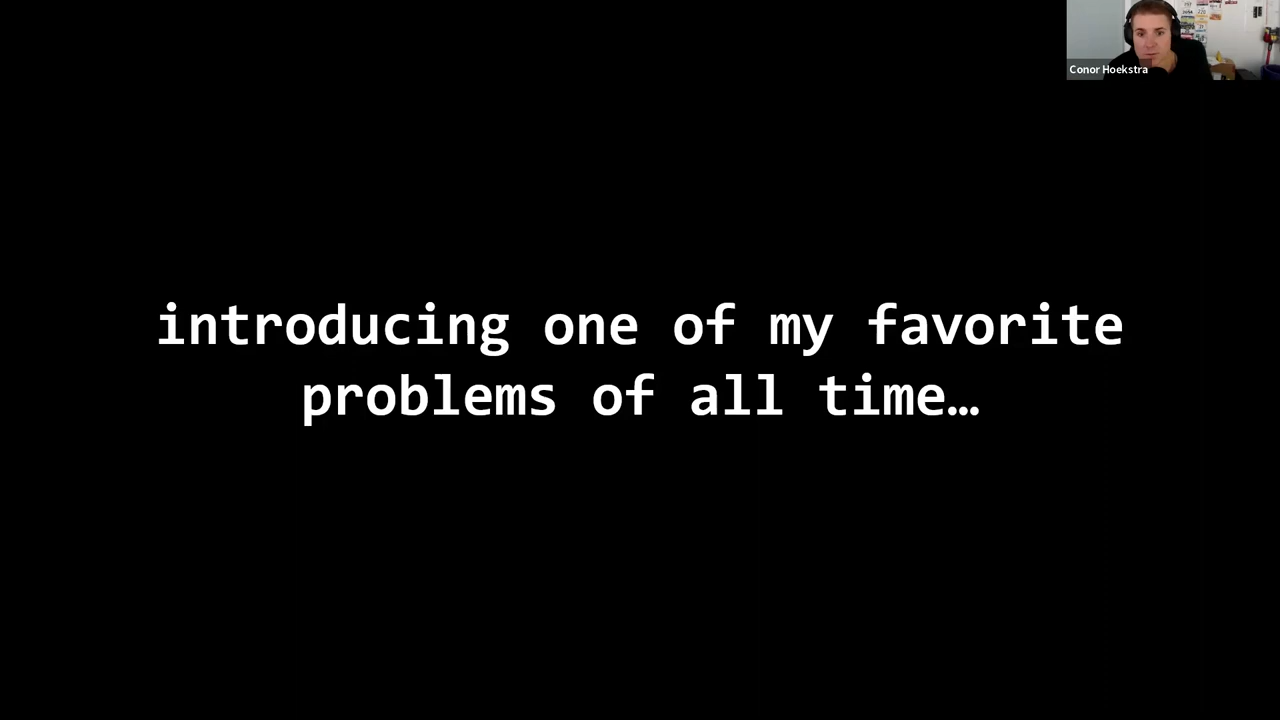 Conor Hoekstra
introducing one of my favorite
problems of all time…